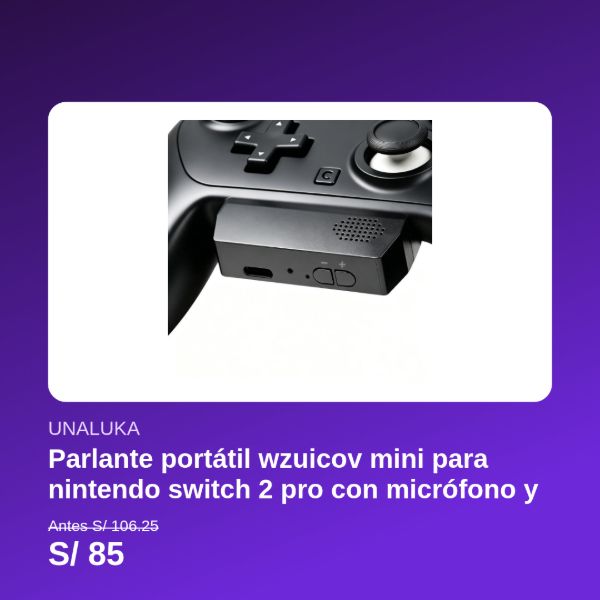 C
− +
UNALUKA
Parlante portátil wzuicov mini para
nintendo switch 2 pro con micrófono y
Antes S/ 106.25
S/ 85